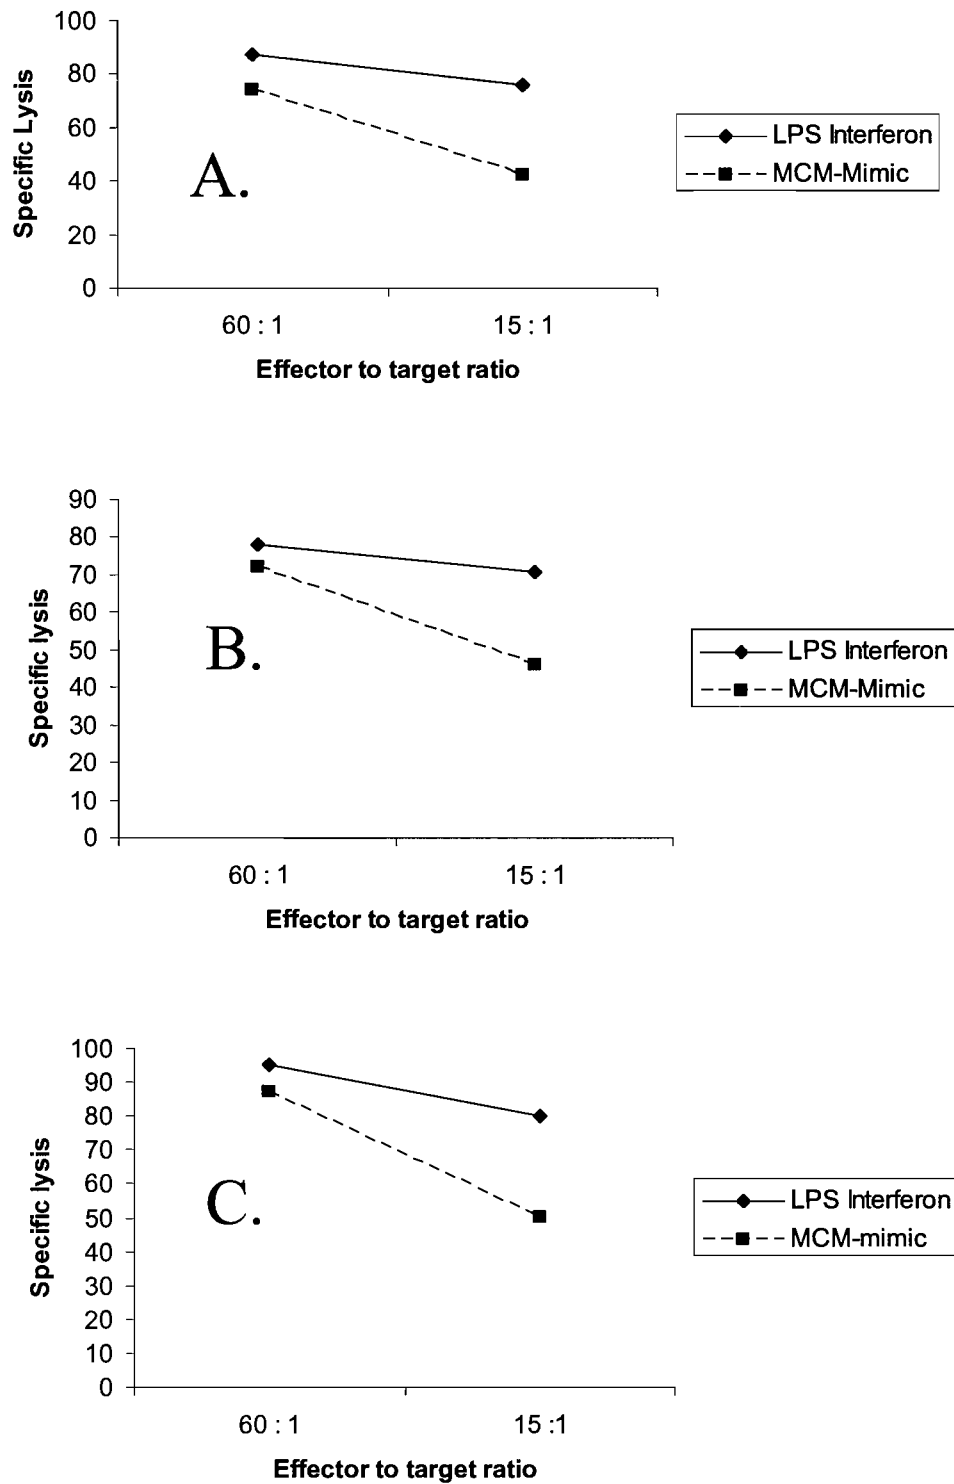 100
80
60
40
20
0
Specific Lysis
A.
60 : 1
15 : 1
Effector to target ratio
LPS Interferon
MCM-Mimic
90
80
70
60
50
40
30
20
10
0
Specific lysis
B.
60 : 1
15 : 1
Effector to target ratio
LPS Interferon
MCM-Mimic
100
90
80
70
60
50
40
30
20
10
0
Specific lysis
C.
60 : 1
15 :1
Effector to target ratio
LPS Interferon
MCM-mimic